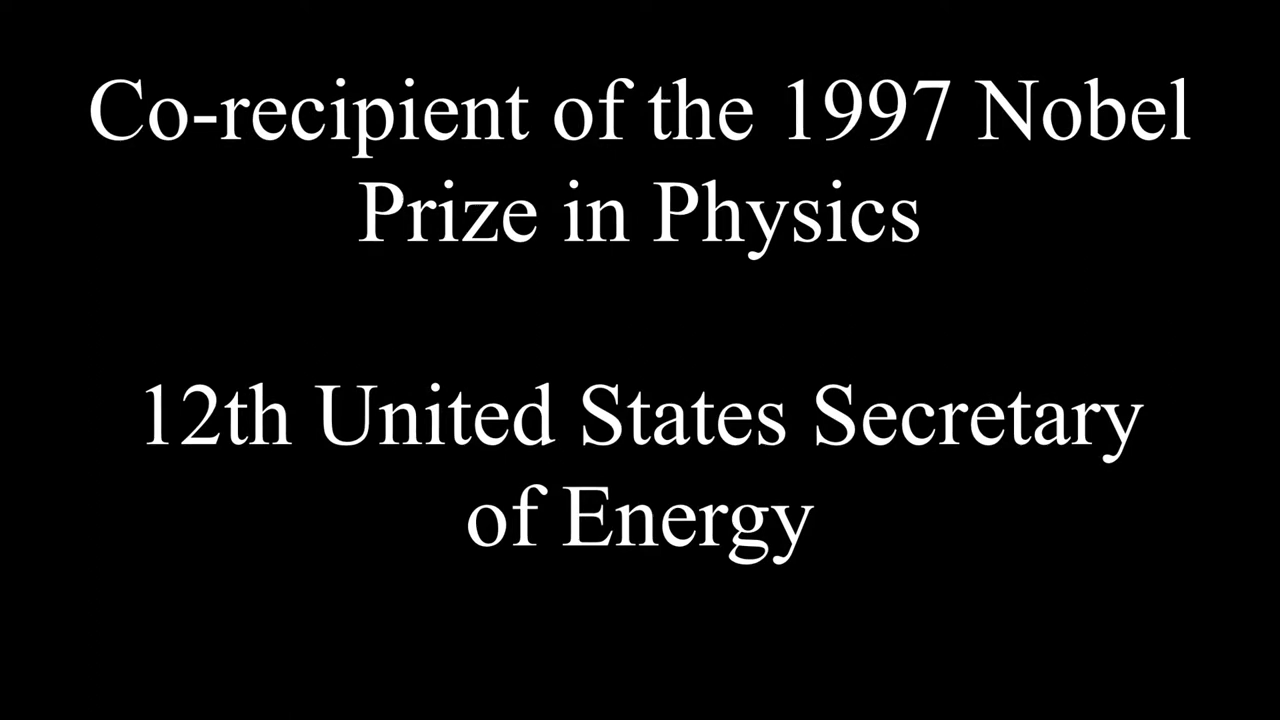 Co-recipient of the 1997 Nobel
Prize in Physics
12th United States Secretary
of Energy